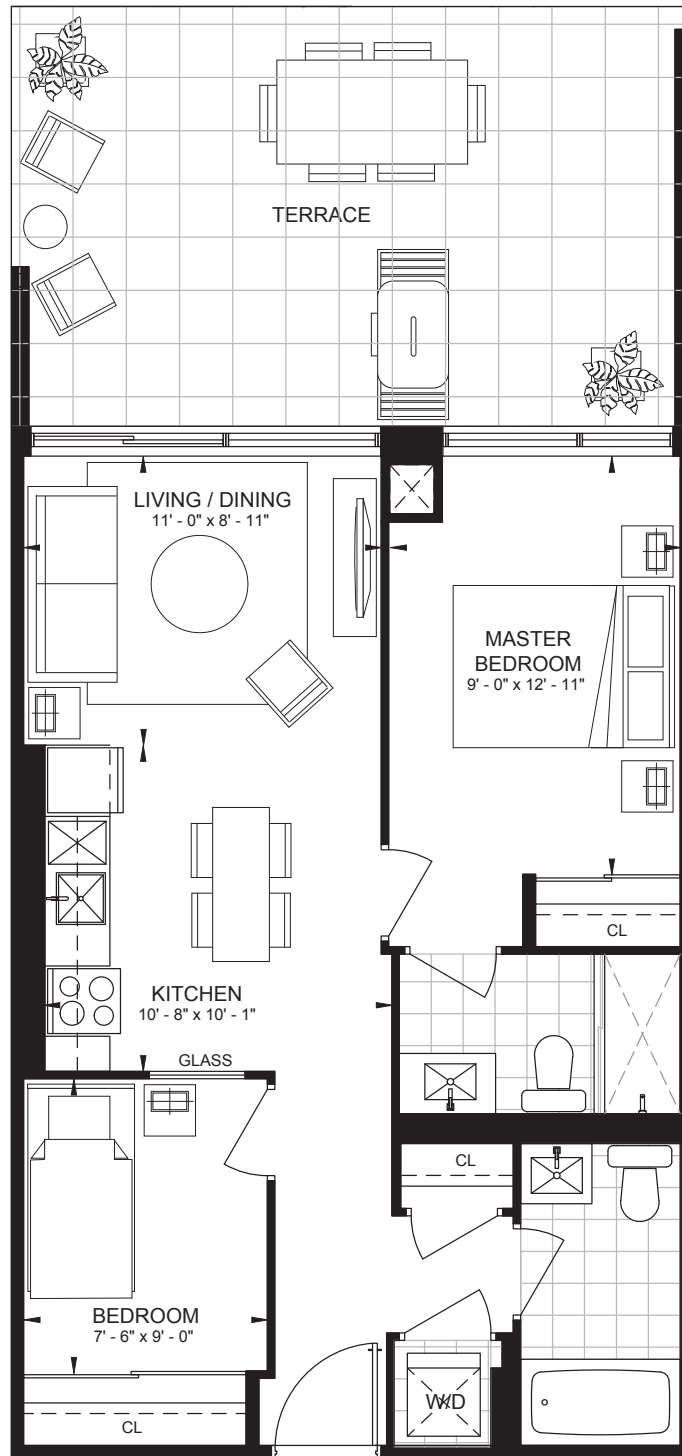 TERRACE
LIVING / DINING
11' - 0" x 8' - 11"
MASTER
BEDROOM
9' - 0" x 12' - 11"
CL
KITCHEN
10' - 8" x 10' - 1"
GLASS
CL
BEDROOM
7' - 6" x 9' - 0"
W/D
CL